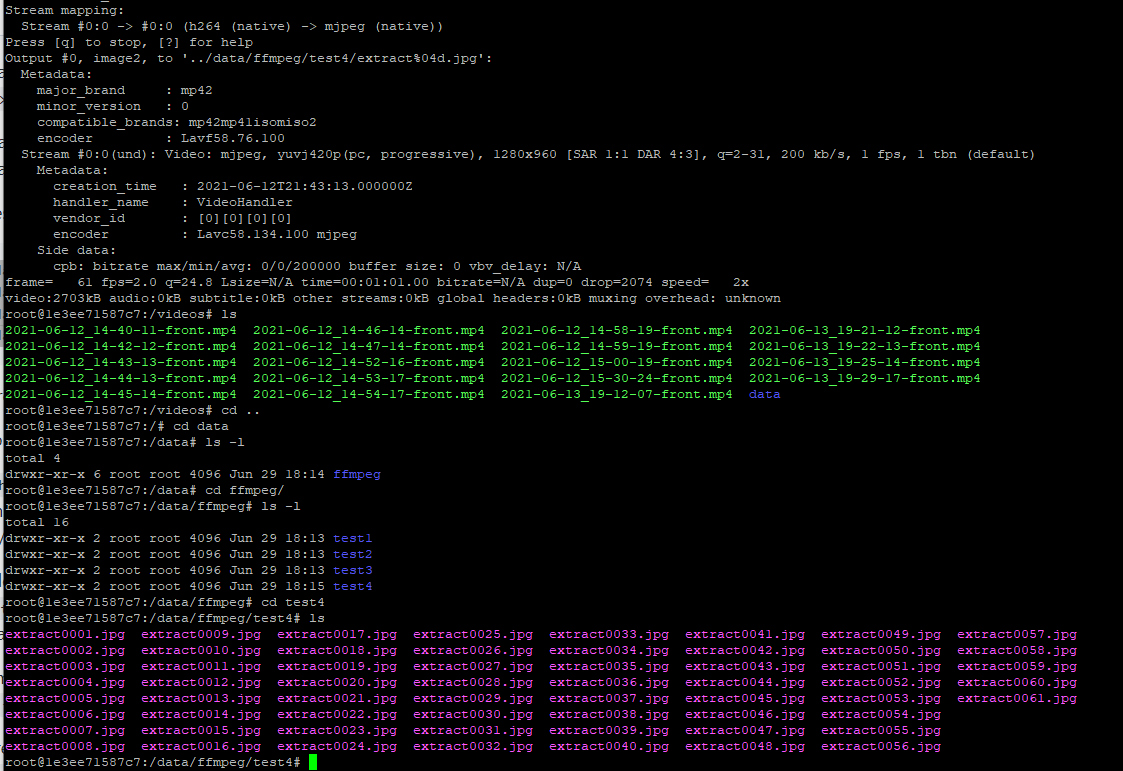 Stream mapping:
  Stream #0:0 -> #0:0 (h264 (native) -> mjpeg (native))
Press [q] to stop, [?] for help
Output #0, image2, to '../data/ffmpeg/test4/extract%04d.jpg':
  Metadata:
    major_brand     : mp42
    minor_version   : 0
    compatible_brands: mp42mp41isomiso2
    encoder         : Lavf58.76.100
  Stream #0:0(und): Video: mjpeg, yuvj420p(pc, progressive), 1280x960 [SAR 1:1 DAR 4:3], q=2-31, 200 kb/s, 1 fps, 1 tbn (default)
    Metadata:
      creation_time   : 2021-06-12T21:43:13.000000Z
      handler_name    : VideoHandler
      vendor_id       : [0][0][0][0]
      encoder         : Lavc58.134.100 mjpeg
    Side data:
      cpb: bitrate max/min/avg: 0/0/200000 buffer size: 0 vbv_delay: N/A
frame=   61 fps=2.0 q=24.8 Lsize=N/A time=00:01:01.00 bitrate=N/A dup=0 drop=2074 speed=   2x
video:2703kB audio:0kB subtitle:0kB other streams:0kB global headers:0kB muxing overhead: unknown
root@1e3ee71587c7:/videos# ls
2021-06-12_14-40-11-front.mp4  2021-06-12_14-46-14-front.mp4  2021-06-12_14-58-19-front.mp4  2021-06-13_19-21-12-front.mp4
2021-06-12_14-42-12-front.mp4  2021-06-12_14-47-14-front.mp4  2021-06-12_14-59-19-front.mp4  2021-06-13_19-22-13-front.mp4
2021-06-12_14-43-13-front.mp4  2021-06-12_14-52-16-front.mp4  2021-06-12_15-00-19-front.mp4  2021-06-13_19-25-14-front.mp4
2021-06-12_14-44-13-front.mp4  2021-06-12_14-53-17-front.mp4  2021-06-12_15-30-24-front.mp4  2021-06-13_19-29-17-front.mp4
2021-06-12_14-45-14-front.mp4  2021-06-12_14-54-17-front.mp4  2021-06-13_19-12-07-front.mp4  data
root@1e3ee71587c7:/videos# cd ..
root@1e3ee71587c7:/# cd data
root@1e3ee71587c7:/data# ls -l
total 4
drwxr-xr-x 6 root root 4096 Jun 29 18:14 ffmpeg
root@1e3ee71587c7:/data# cd ffmpeg/
root@1e3ee71587c7:/data/ffmpeg# ls -l
total 16
drwxr-xr-x 2 root root 4096 Jun 29 18:13 test1
drwxr-xr-x 2 root root 4096 Jun 29 18:13 test2
drwxr-xr-x 2 root root 4096 Jun 29 18:13 test3
drwxr-xr-x 2 root root 4096 Jun 29 18:15 test4
root@1e3ee71587c7:/data/ffmpeg# cd test4
root@1e3ee71587c7:/data/ffmpeg/test4# ls
extract0001.jpg  extract0009.jpg  extract0017.jpg  extract0025.jpg  extract0033.jpg  extract0041.jpg  extract0049.jpg  extract0057.jpg
extract0002.jpg  extract0010.jpg  extract0018.jpg  extract0026.jpg  extract0034.jpg  extract0042.jpg  extract0050.jpg  extract0058.jpg
extract0003.jpg  extract0011.jpg  extract0019.jpg  extract0027.jpg  extract0035.jpg  extract0043.jpg  extract0051.jpg  extract0059.jpg
extract0004.jpg  extract0012.jpg  extract0020.jpg  extract0028.jpg  extract0036.jpg  extract0044.jpg  extract0052.jpg  extract0060.jpg
extract0005.jpg  extract0013.jpg  extract0021.jpg  extract0029.jpg  extract0037.jpg  extract0045.jpg  extract0053.jpg  extract0061.jpg
extract0006.jpg  extract0014.jpg  extract0022.jpg  extract0030.jpg  extract0038.jpg  extract0046.jpg  extract0054.jpg
extract0007.jpg  extract0015.jpg  extract0023.jpg  extract0031.jpg  extract0039.jpg  extract0047.jpg  extract0055.jpg
extract0008.jpg  extract0016.jpg  extract0024.jpg  extract0032.jpg  extract0040.jpg  extract0048.jpg  extract0056.jpg
root@1e3ee71587c7:/data/ffmpeg/test4#